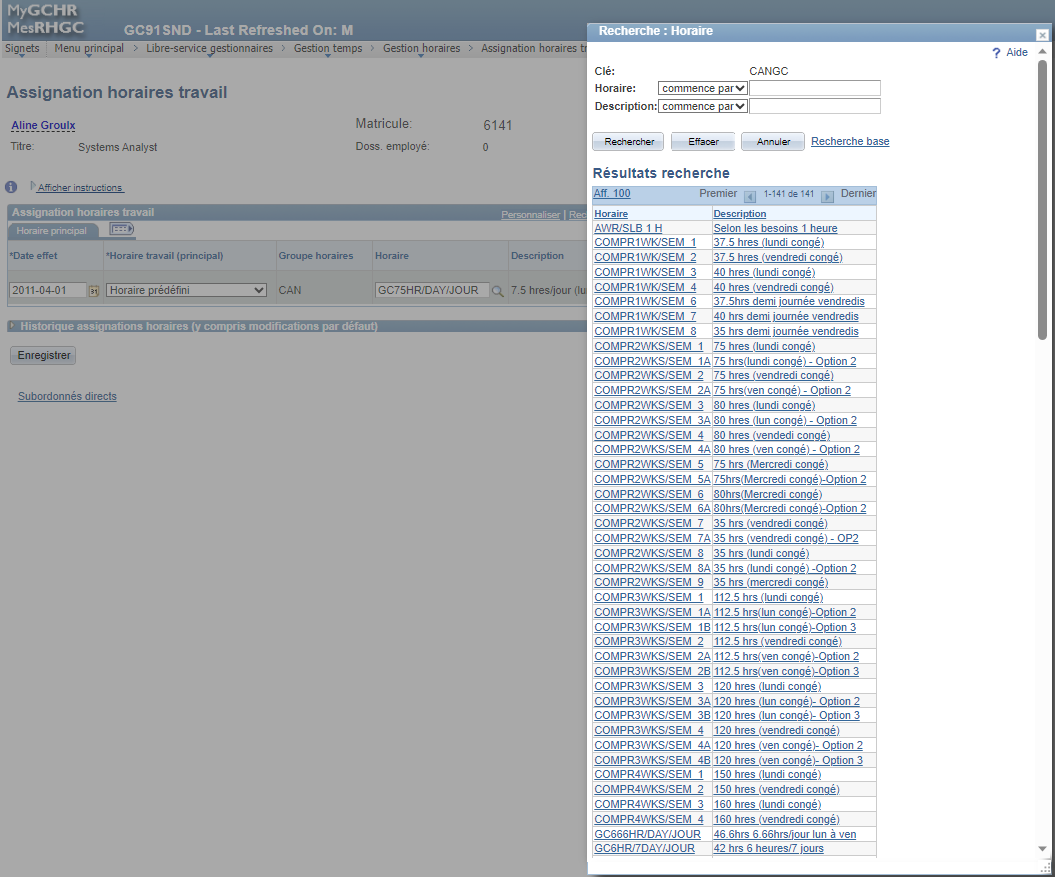 MyGCHR
MesRHGC
GC91SND - Last Refreshed On: M
Signets Menu principal > Libre-service gestionnaires > Gestion temps > Gestion horaires > Assignation horaires tr
Assignation horaires travail
Aline Groulx Matricule: 6141
Titre: Systems Analyst Doss. employé: 0
Afficher instructions
Assignation horaires travail Personnaliser | Rec
Horaire principal
*Date effet *Horaire travail (principal) Groupe horaires Horaire Description
2011-04-01 Horaire prédéfini CAN GC75HR/DAY/JOUR 7.5 hres/jour (lu
Historique assignations horaires (y compris modifications par défaut)
Enregistrer
Subordonnés directs
Recherche : Horaire
? Aide
Clé: CANGC
Horaire: commence par
Description: commence par
Rechercher Effacer Annuler Recherche base
Résultats recherche
Aff. 100 Premier 1-141 de 141 Dernier
Horaire Description
AWR/SLB 1 H Selon les besoins 1 heure
COMPR1WK/SEM_1 37.5 hres (lundi congé)
COMPR1WK/SEM_2 37.5 hres (vendredi congé)
COMPR1WK/SEM_3 40 hres (lundi congé)
COMPR1WK/SEM_4 40 hres (vendredi congé)
COMPR1WK/SEM_6 37.5hrs demi journée vendredis
COMPR1WK/SEM_7 40 hrs demi journée vendredis
COMPR1WK/SEM_8 35 hrs demi journée vendredis
COMPR2WKS/SEM_1 75 hres (lundi congé)
COMPR2WKS/SEM_1A 75 hrs(lundi congé) - Option 2
COMPR2WKS/SEM_2 75 hres (vendredi congé)
COMPR2WKS/SEM_2A 75 hrs(ven congé) - Option 2
COMPR2WKS/SEM_3 80 hres (lundi congé)
COMPR2WKS/SEM_3A 80 hres (lun congé) - Option 2
COMPR2WKS/SEM_4 80 hres (vendedi congé)
COMPR2WKS/SEM_4A 80 hres (ven congé) - Option 2
COMPR2WKS/SEM_5 75 hrs (Mercredi congé)
COMPR2WKS/SEM_5A 75hrs(Mercredi congé)-Option 2
COMPR2WKS/SEM_6 80hrs(Mercredi congé)
COMPR2WKS/SEM_6A 80hrs(Mercredi congé)-Option 2
COMPR2WKS/SEM_7 35 hrs (vendredi congé)
COMPR2WKS/SEM_7A 35 hrs (vendredi congé) - OP2
COMPR2WKS/SEM_8 35 hrs (lundi congé)
COMPR2WKS/SEM_8A 35 hrs (lundi congé) -Option 2
COMPR2WKS/SEM_9 35 hrs (mercredi congé)
COMPR3WKS/SEM_1 112.5 hrs (lundi congé)
COMPR3WKS/SEM_1A 112.5 hrs(lun congé)-Option 2
COMPR3WKS/SEM_1B 112.5 hrs(lun congé)-Option 3
COMPR3WKS/SEM_2 112.5 hrs (vendredi congé)
COMPR3WKS/SEM_2A 112.5 hrs(ven congé)-Option 2
COMPR3WKS/SEM_2B 112.5 hrs(ven congé)-Option 3
COMPR3WKS/SEM_3 120 hres (lundi congé)
COMPR3WKS/SEM_3A 120 hres (lun congé)- Option 2
COMPR3WKS/SEM_3B 120 hres (lun congé)- Option 3
COMPR3WKS/SEM_4 120 hres (vendredi congé)
COMPR3WKS/SEM_4A 120 hres (ven congé)- Option 2
COMPR3WKS/SEM_4B 120 hres (ven congé)- Option 3
COMPR4WKS/SEM_1 150 hres (lundi congé)
COMPR4WKS/SEM_2 150 hres (vendredi congé)
COMPR4WKS/SEM_3 160 hres (lundi congé)
COMPR4WKS/SEM_4 160 hres (vendredi congé)
GC666HR/DAY/JOUR 46.6hrs 6.66hrs/jour lun à ven
GC6HR/7DAY/JOUR 42 hrs 6 heures/7 jours